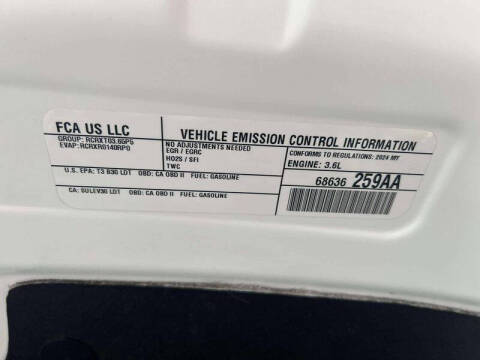 FCA US LLC
GROUP: RCRXT03.65P5
EVAP: RCRXR0140RP0
VEHICLE EMISSION CONTROL INFORMATION
NO ADJUSTMENTS NEEDED
EGR / EGRC
HO2S / SFI
TWC
CONFORMS TO REGULATIONS: 2024 MY
ENGINE: 3.6L
U.S. EPA: T3 B30 LDT OBD: CA OBD II FUEL: GASOLINE
CA: SULEV30 LDT OBD: CA OBD II FUEL: GASOLINE
68636 259AA